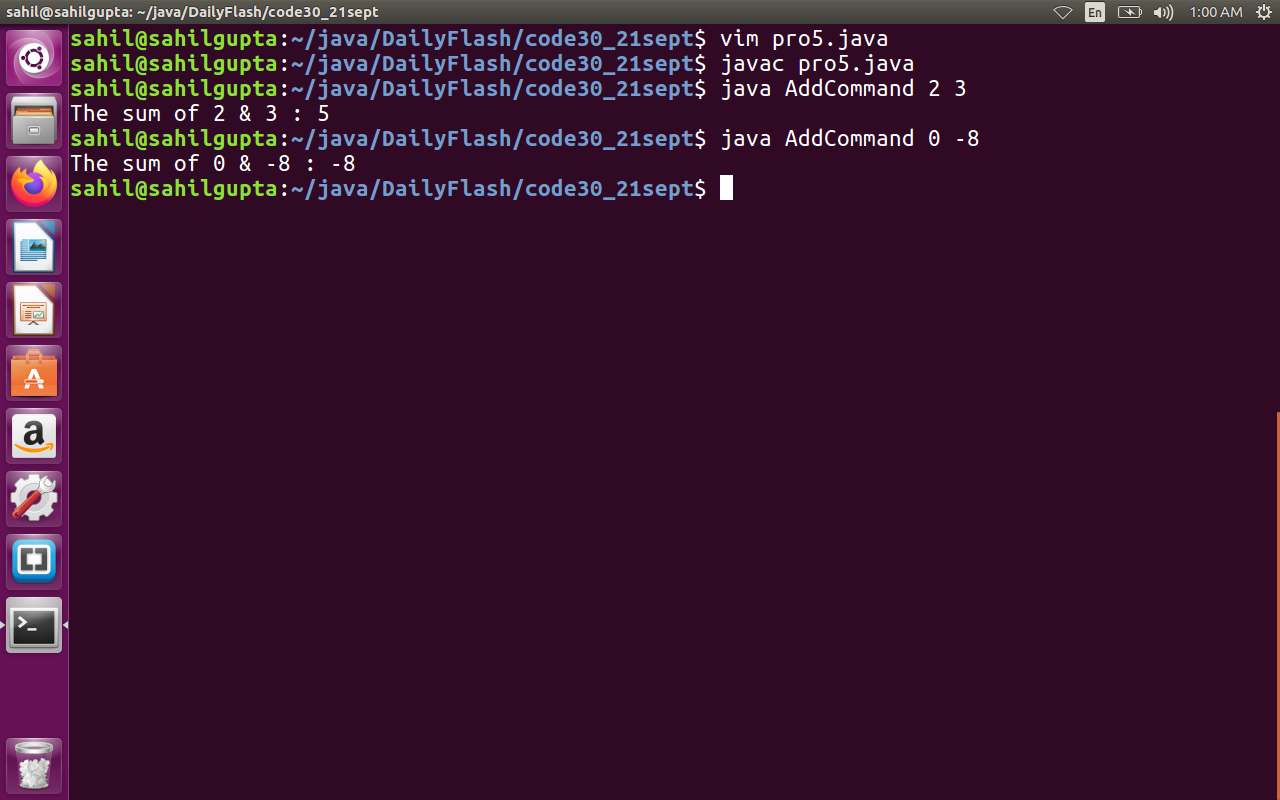 sahil@sahilgupta: ~/java/DailyFlash/code30_21sept
En
1:00 AM
sahil@sahilgupta:~/java/DailyFlash/code30_21sept$ vim pro5.java
sahil@sahilgupta:~/java/DailyFlash/code30_21sept$ javac pro5.java
sahil@sahilgupta:~/java/DailyFlash/code30_21sept$ java AddCommand 2 3
The sum of 2 & 3 : 5
sahil@sahilgupta:~/java/DailyFlash/code30_21sept$ java AddCommand 0 -8
The sum of 0 & -8 : -8
sahil@sahilgupta:~/java/DailyFlash/code30_21sept$